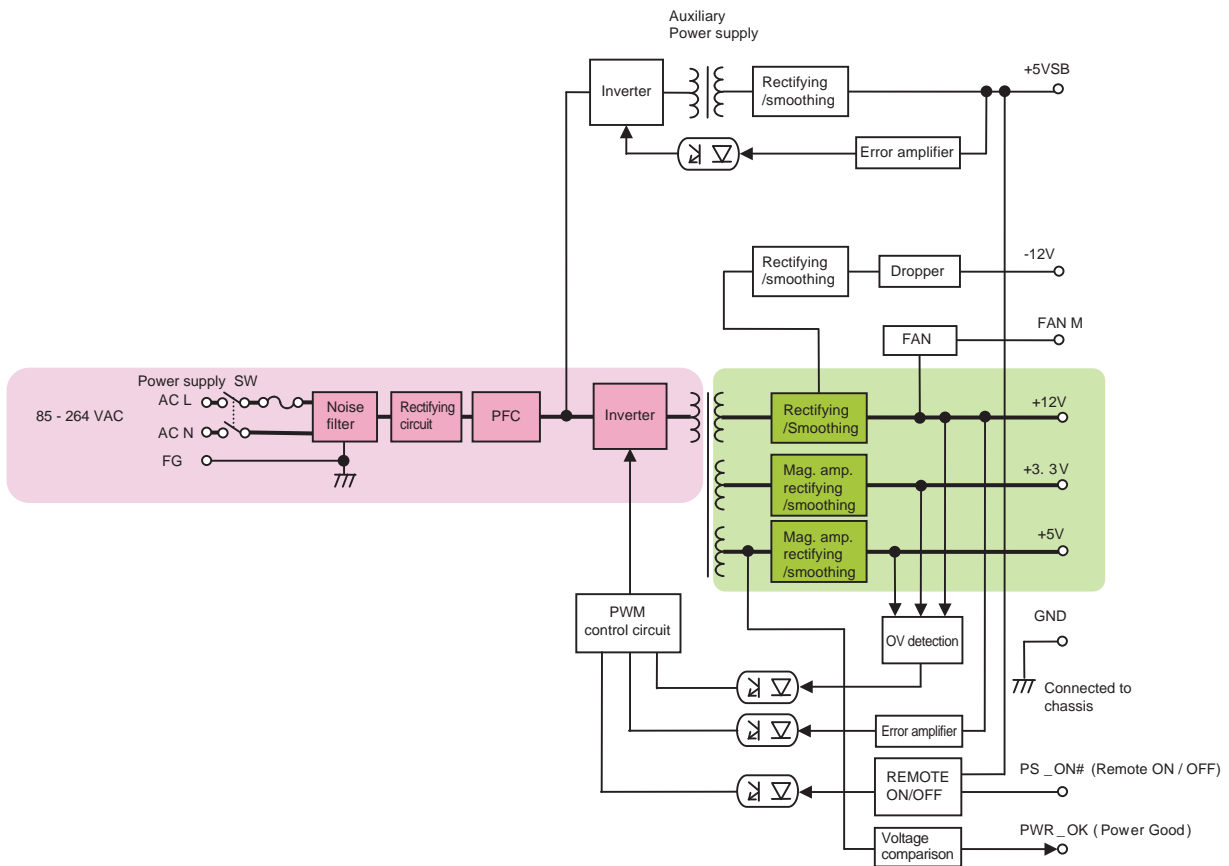 Auxiliary
Power supply
+5VSB
Inverter
Rectifying
/smoothing
Error amplifier
Rectifying
/smoothing
Dropper
-12V
FAN
FAN M
85 - 264 VAC
Power supply SW
AC L
AC N
FG
Noise
filter
Rectifying
circuit
PFC
Inverter
Rectifying
/Smoothing
+12V
Mag. amp.
rectifying
/smoothing
+3. 3V
Mag. amp.
rectifying
/smoothing
+5V
PWM
control circuit
OV detection
GND
Connected to
chassis
Error amplifier
REMOTE
ON/OFF
PS _ON# (Remote ON / OFF)
Voltage
comparison
PWR_OK ( Power Good )